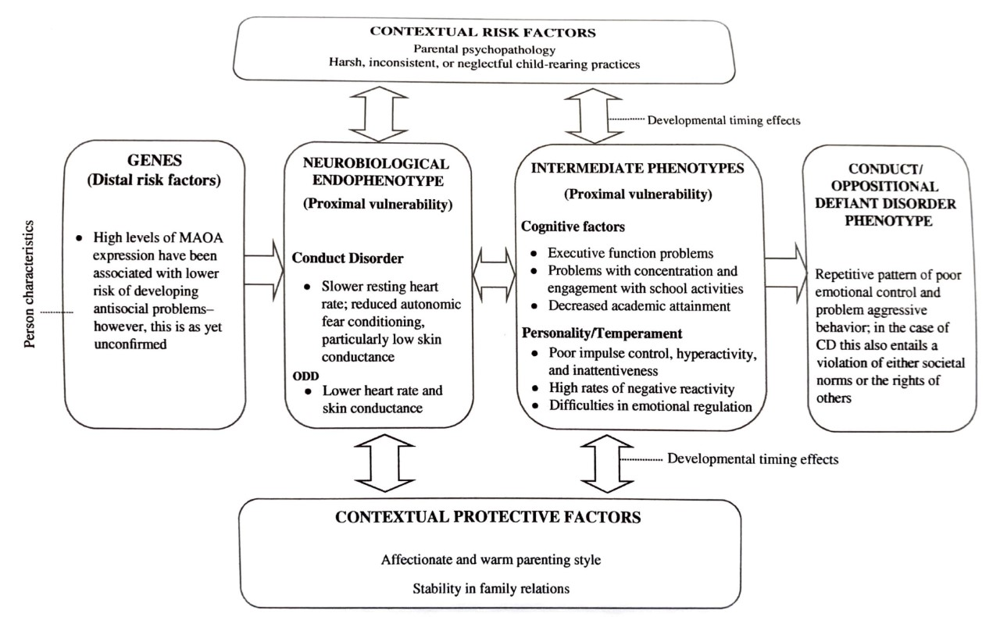 CONTEXTUAL RISK FACTORS
Parental psychopathology
Harsh, inconsistent, or neglectful child-rearing practices
Developmental timing effects
Person characteristics
GENES
(Distal risk factors)
● High levels of MAOA
expression have been
associated with lower
risk of developing
antisocial problems–
however, this is as yet
unconfirmed
NEUROBIOLOGICAL
ENDOPHENOTYPE
(Proximal vulnerability)
Conduct Disorder
● Slower resting heart
rate; reduced autonomic
fear conditioning,
particularly low skin
conductance
ODD
● Lower heart rate and
skin conductance
INTERMEDIATE PHENOTYPES
(Proximal vulnerability)
Cognitive factors
● Executive function problems
● Problems with concentration and
engagement with school activities
● Decreased academic attainment
Personality/Temperament
● Poor impulse control, hyperactivity,
and inattentiveness
● High rates of negative reactivity
● Difficulties in emotional regulation
CONDUCT/
OPPOSITIONAL
DEFIANT DISORDER
PHENOTYPE
Repetitive pattern of poor
emotional control and
problem aggressive
behavior; in the case of
CD this also entails a
violation of either societal
norms or the rights of
others
Developmental timing effects
CONTEXTUAL PROTECTIVE FACTORS
Affectionate and warm parenting style
Stability in family relations